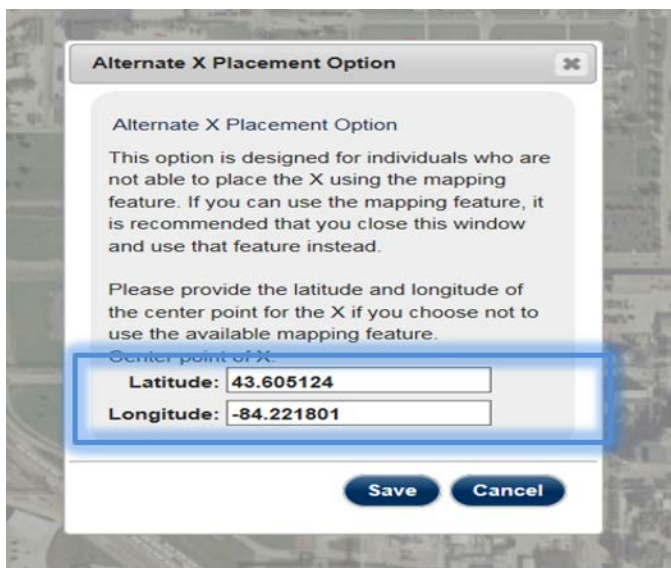 Alternate X Placement Option
Alternate X Placement Option
This option is designed for individuals who are
not able to place the X using the mapping
feature. If you can use the mapping feature, it
is recommended that you close this window
and use that feature instead.
Please provide the latitude and longitude of
the center point for the X if you choose not to
use the available mapping feature.
Center point of X:
Latitude: 43.605124
Longitude: -84.221801
Save Cancel